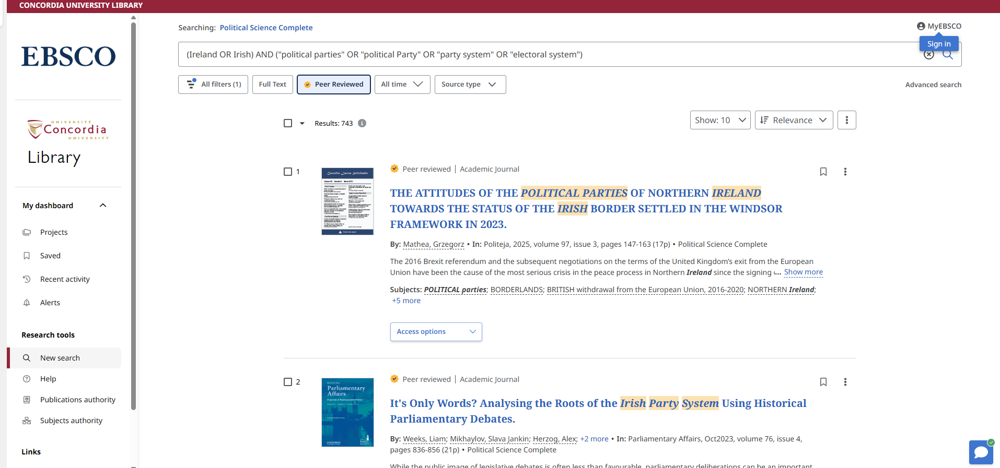 CONCORDIA UNIVERSITY LIBRARY
EBSCO
UNIVERSITÉ
Concordia
UNIVERSITY
Library
My dashboard
Projects
Saved
Recent activity
Alerts
Research tools
New search
Help
Publications authority
Subjects authority
Links
Searching: Political Science Complete
MyEBSCO
Sign in
(Ireland OR Irish) AND ("political parties" OR "political Party" OR "party system" OR "electoral system")
All filters (1)
Full Text
Peer Reviewed
All time
Source type
Advanced search
Results: 743
Show: 10
Relevance
1
Peer reviewed | Academic Journal
THE ATTITUDES OF THE POLITICAL PARTIES OF NORTHERN IRELAND
TOWARDS THE STATUS OF THE IRISH BORDER SETTLED IN THE WINDSOR
FRAMEWORK IN 2023.
By: Mathea, Grzegorz • In: Politeja, 2025, volume 97, issue 3, pages 147-163 (17p) • Political Science Complete
The 2016 Brexit referendum and the subsequent negotiations on the terms of the United Kingdom’s exit from the European
Union have been the cause of the most serious crisis in the peace process in Northern Ireland since the signing ... Show more
Subjects: POLITICAL parties; BORDERLANDS; BRITISH withdrawal from the European Union, 2016-2020; NORTHERN Ireland;
+5 more
Access options
2
Parliamentary
Affairs
OXFORD
Peer reviewed | Academic Journal
It's Only Words? Analysing the Roots of the Irish Party System Using Historical
Parliamentary Debates.
By: Weeks, Liam; Mikhaylov, Slava Jankin; Herzog, Alex; +2 more • In: Parliamentary Affairs, Oct2023, volume 76, issue 4,
pages 836-856 (21p) • Political Science Complete
While the public image of legislative debates is often less than favourable, parliamentary deliberations can be an important